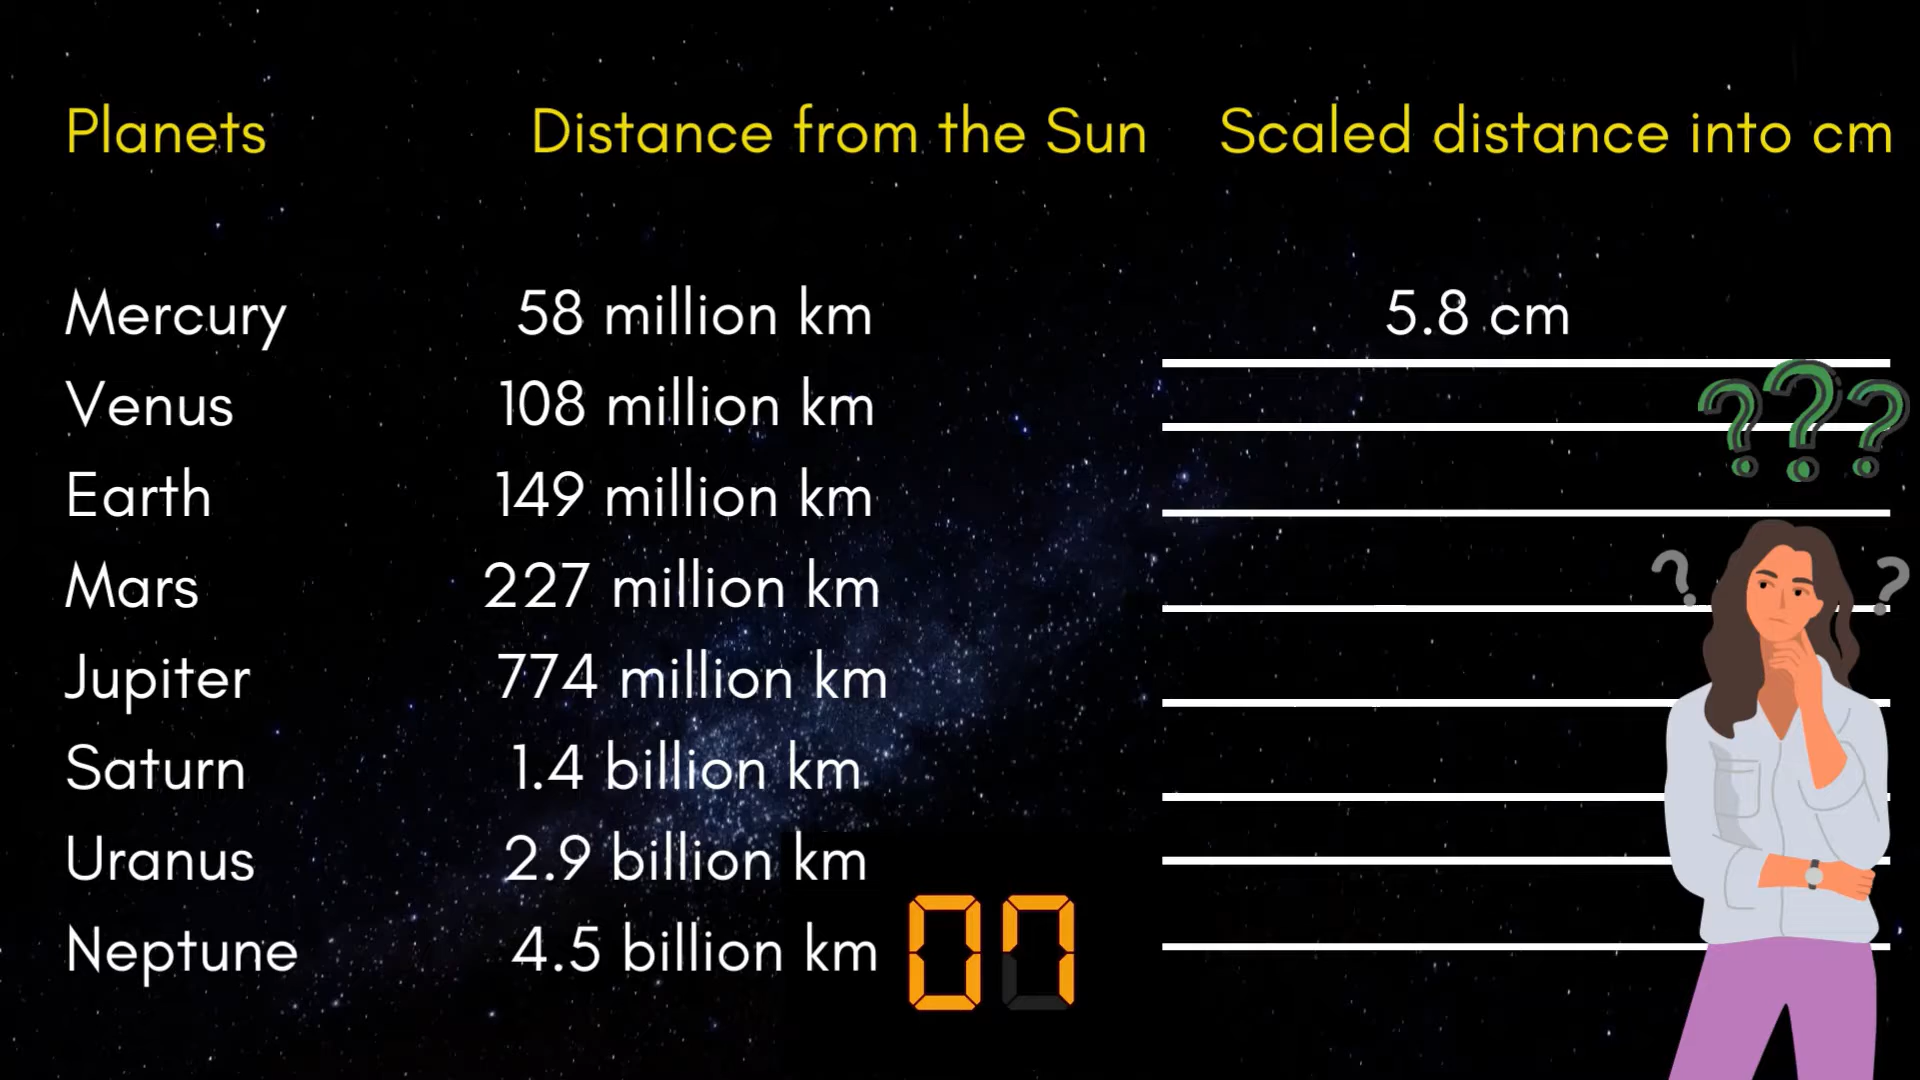 Planets Distance from the Sun Scaled distance into cm
Mercury 58 million km 5.8 cm
Venus 108 million km
???
Earth 149 million km
? ?
Mars 227 million km
Jupiter 774 million km
Saturn 1.4 billion km
Uranus 2.9 billion km
Neptune 4.5 billion km
07